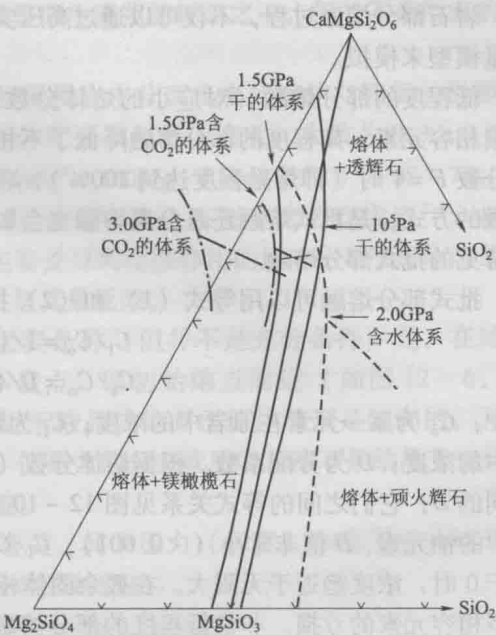 CaMgSi₂O₆
1.5GPa
干的体系
1.5GPa含
CO₂的体系
熔体
+透辉石
3.0GPa含
CO₂的体系
10⁵Pa
干的体系
SiO₂
2.0GPa
含水体系
熔体+镁橄榄石
熔体+顽火辉石
Mg₂SiO₄
MgSiO₃
SiO₂